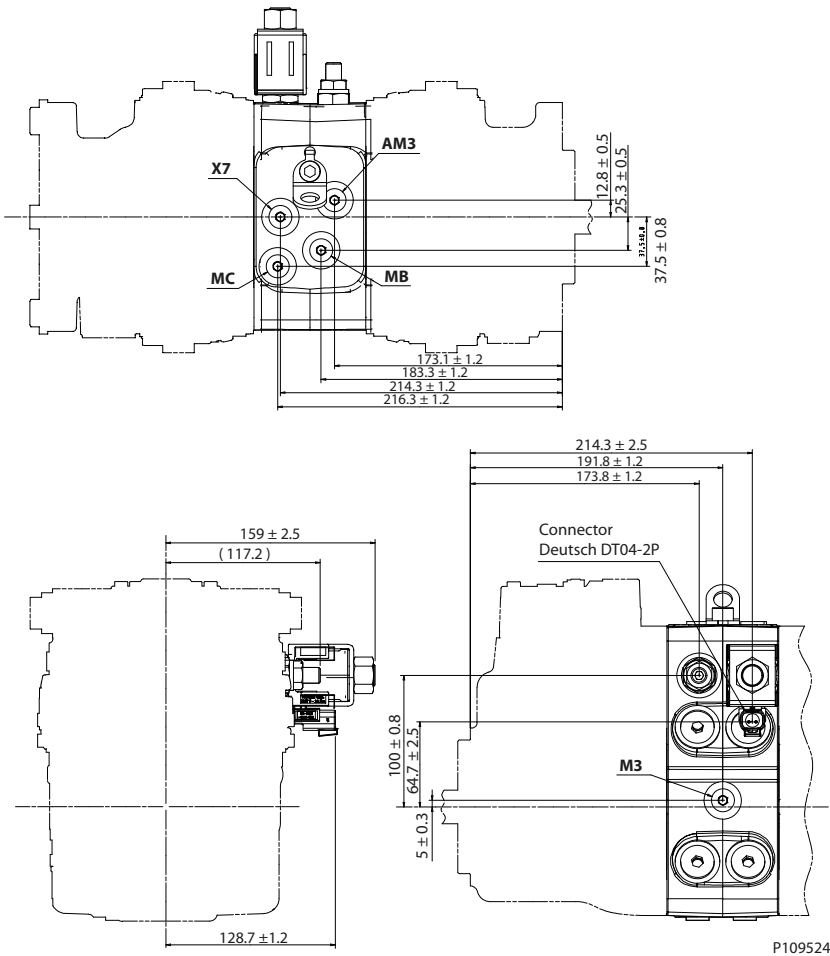 AM3
X7
12.8 ± 0.5
25.3 ± 0.5
37.5±0.8
37.5 ± 0.8
MC
MB
173.1 ± 1.2
183.3 ± 1.2
214.3 ± 1.2
216.3 ± 1.2
214.3 ± 2.5
191.8 ± 1.2
173.8 ± 1.2
159 ± 2.5
( 117.2 )
Connector
Deutsch DT04-2P
100 ± 0.8
64.7 ± 2.5
M3
5 ± 0.3
128.7 ±1.2
P109524